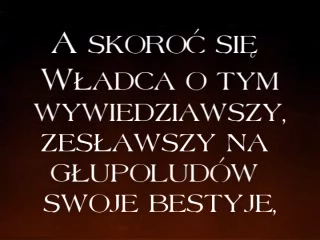 A SKOROĆ SIĘ
WŁADCA O TYM
WYWIEDZIAWSZY,
ZESŁAWSZY NA
GŁUPOLUDÓW
SWOJE BESTYJE,